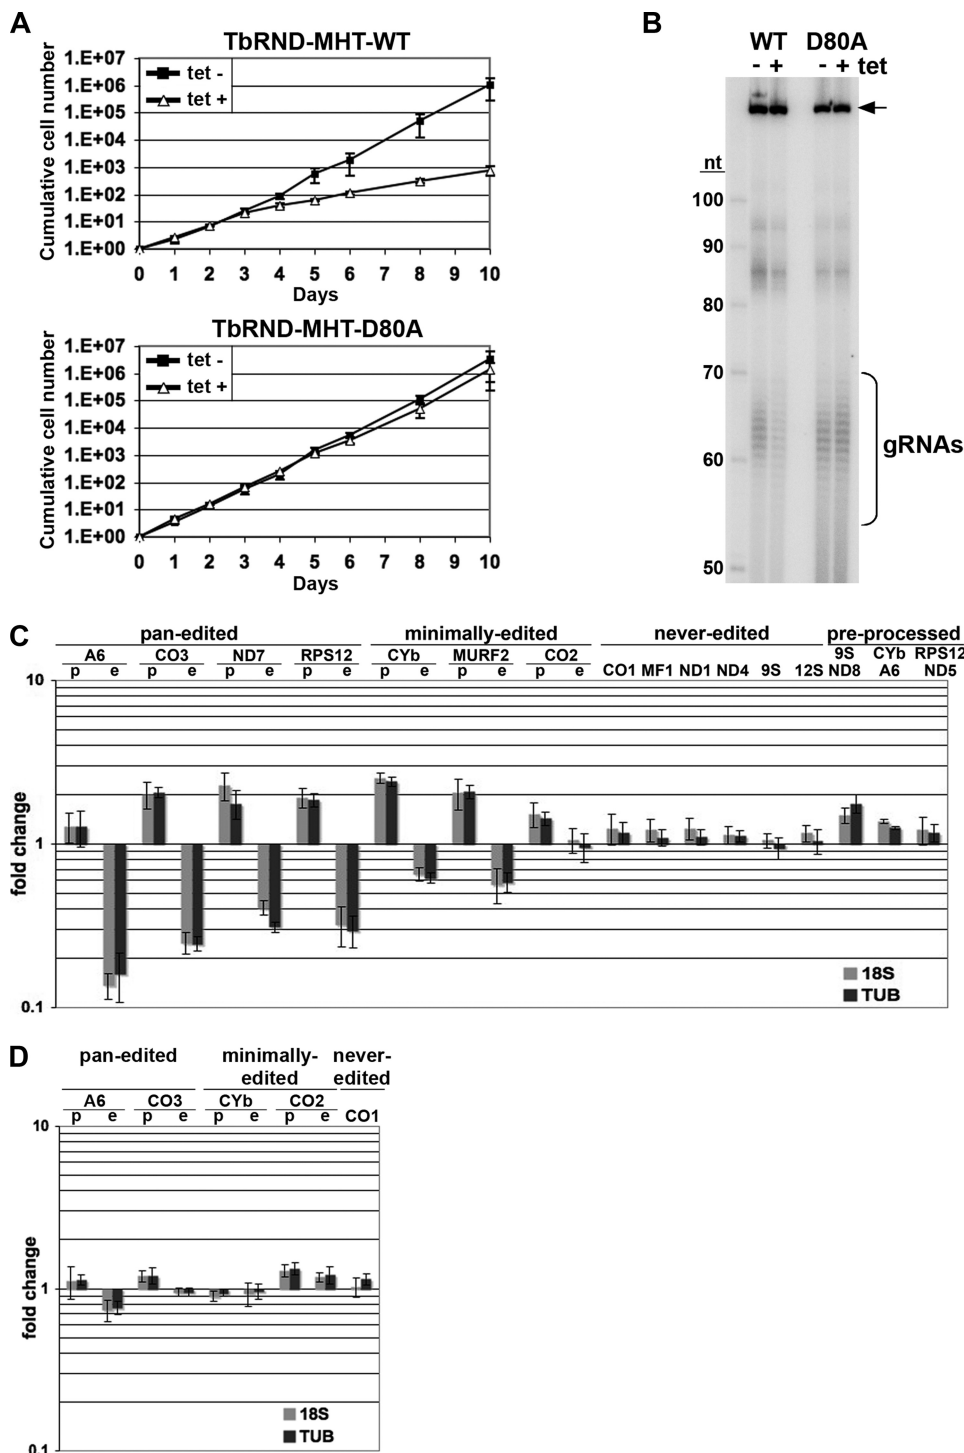 A
TbRND-MHT-WT
Cumulative cell number
1.E+07
1.E+06
1.E+05
1.E+04
1.E+03
1.E+02
1.E+01
1.E+00
tet -
tet +
0 1 2 3 4 5 6 7 8 9 10
Days
TbRND-MHT-D80A
Cumulative cell number
1.E+07
1.E+06
1.E+05
1.E+04
1.E+03
1.E+02
1.E+01
1.E+00
tet -
tet +
0 1 2 3 4 5 6 7 8 9 10
Days
B
WT D80A
- + - + tet
nt
100
90
80
70
60
50
gRNAs
C
pan-edited minimally-edited never-edited pre-processed
A6 CO3 ND7 RPS12 CYb MURF2 CO2 9S CYb RPS12
p e p e p e p e p e p e p e CO1 MF1 ND1 ND4 9S 12S ND8 A6 ND5
fold change
10
1
0.1
18S
TUB
D
pan-edited minimally-edited never-edited
A6 CO3 CYb CO2
p e p e p e p e CO1
fold change
10
1
0.1
18S
TUB